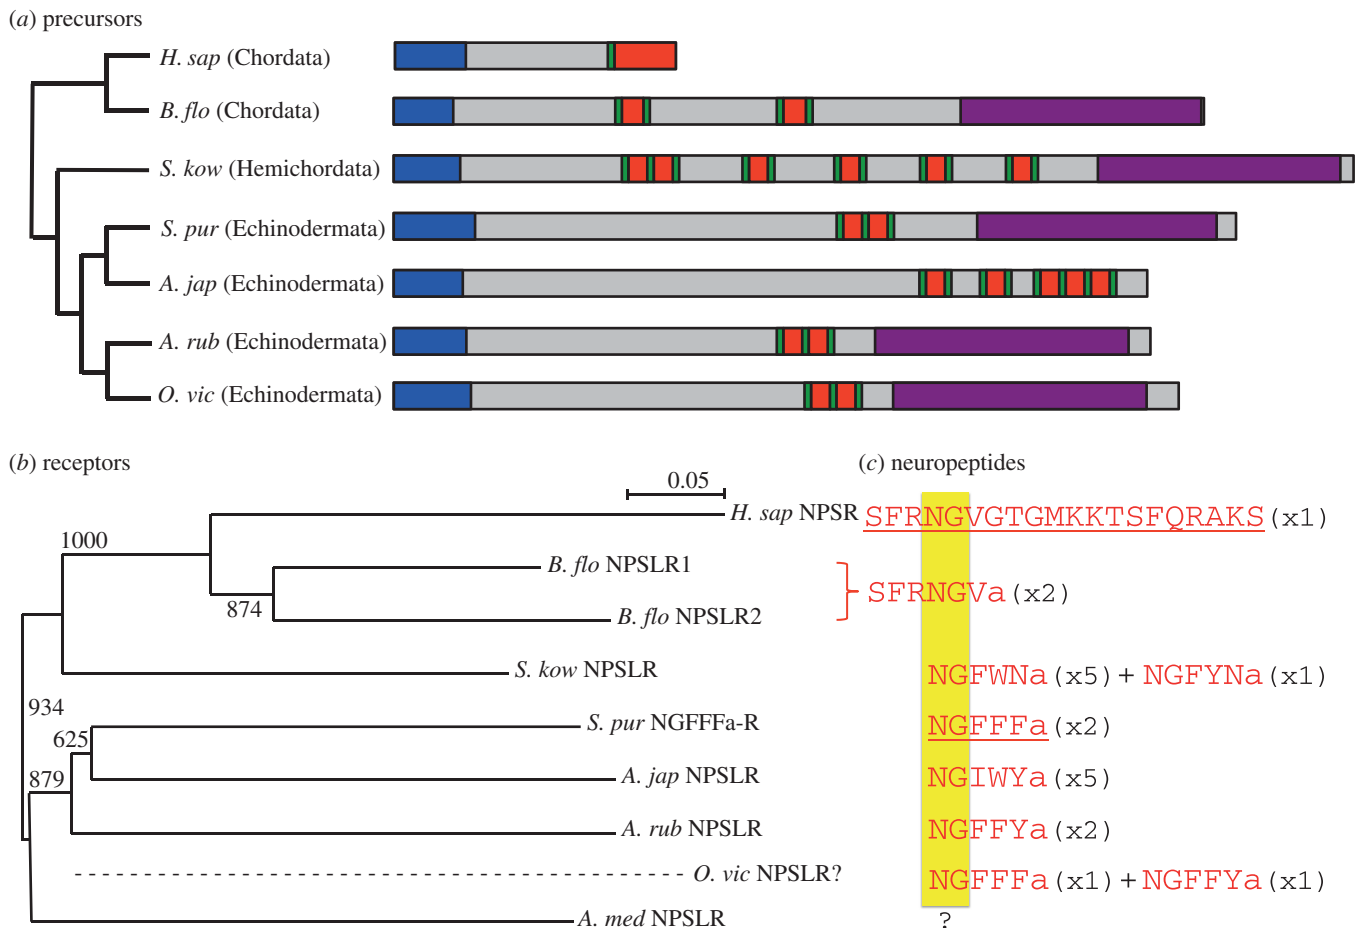 (a) precursors
H. sap (Chordata)
B. flo (Chordata)
S. kow (Hemichordata)
S. pur (Echinodermata)
A. jap (Echinodermata)
A. rub (Echinodermata)
O. vic (Echinodermata)
(b) receptors
(c) neuropeptides
0.05
H. sap NPSR SFRNGVGTGMKKTSFQRAKS(x1)
1000
B. flo NPSLR1
SFRNGVa(x2)
874
B. flo NPSLR2
S. kow NPSLR NGFWNa(x5)+NGFYNa(x1)
934
S. pur NGFFFa-R NGFFFa(x2)
625
879
A. jap NPSLR NGIWYa(x5)
A. rub NPSLR NGFFYa(x2)
O. vic NPSLR? NGFFFa(x1)+NGFFYa(x1)
A. med NPSLR ?